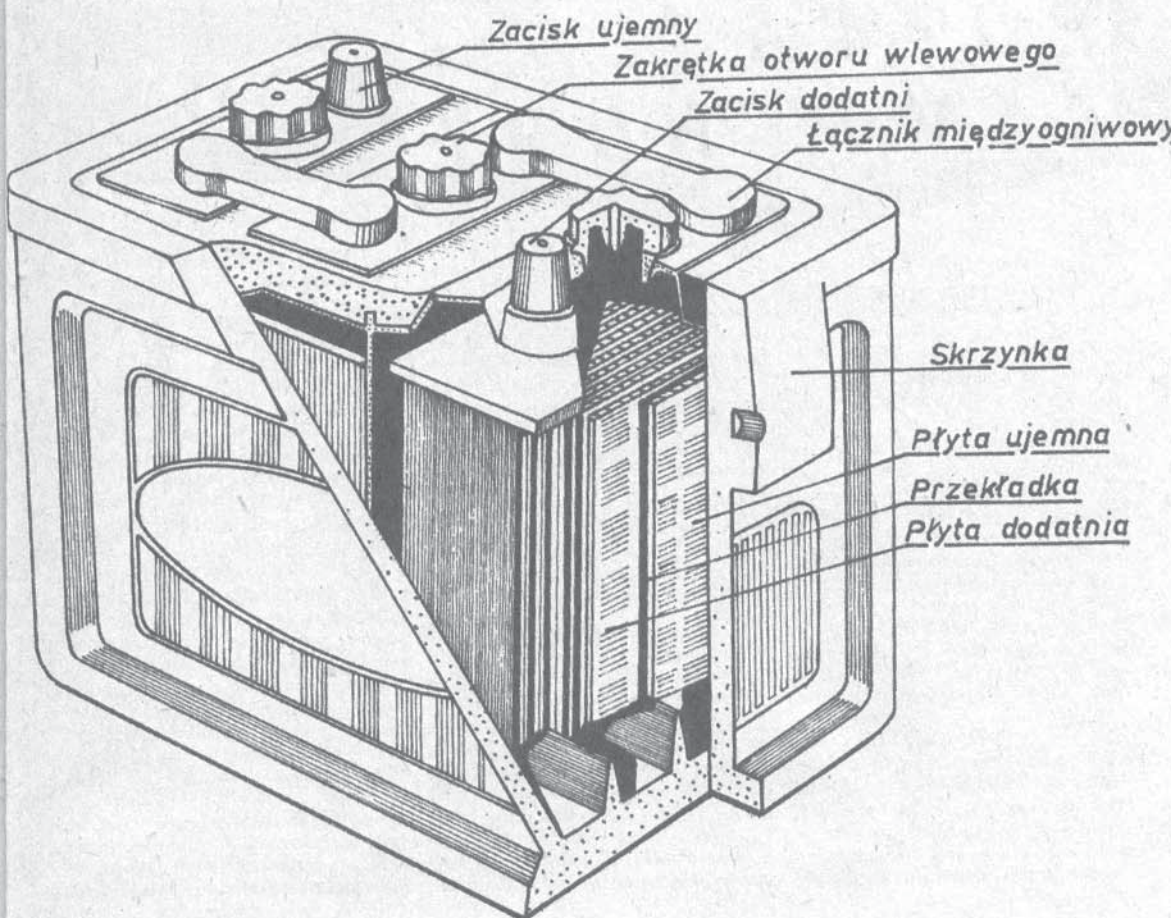 Zacisk ujemny
Zakrętka otworu wlewowego
Zacisk dodatni
Łącznik międzyogniwowy
Skrzynka
Płyta ujemna
Przekładka
Płyta dodatnia